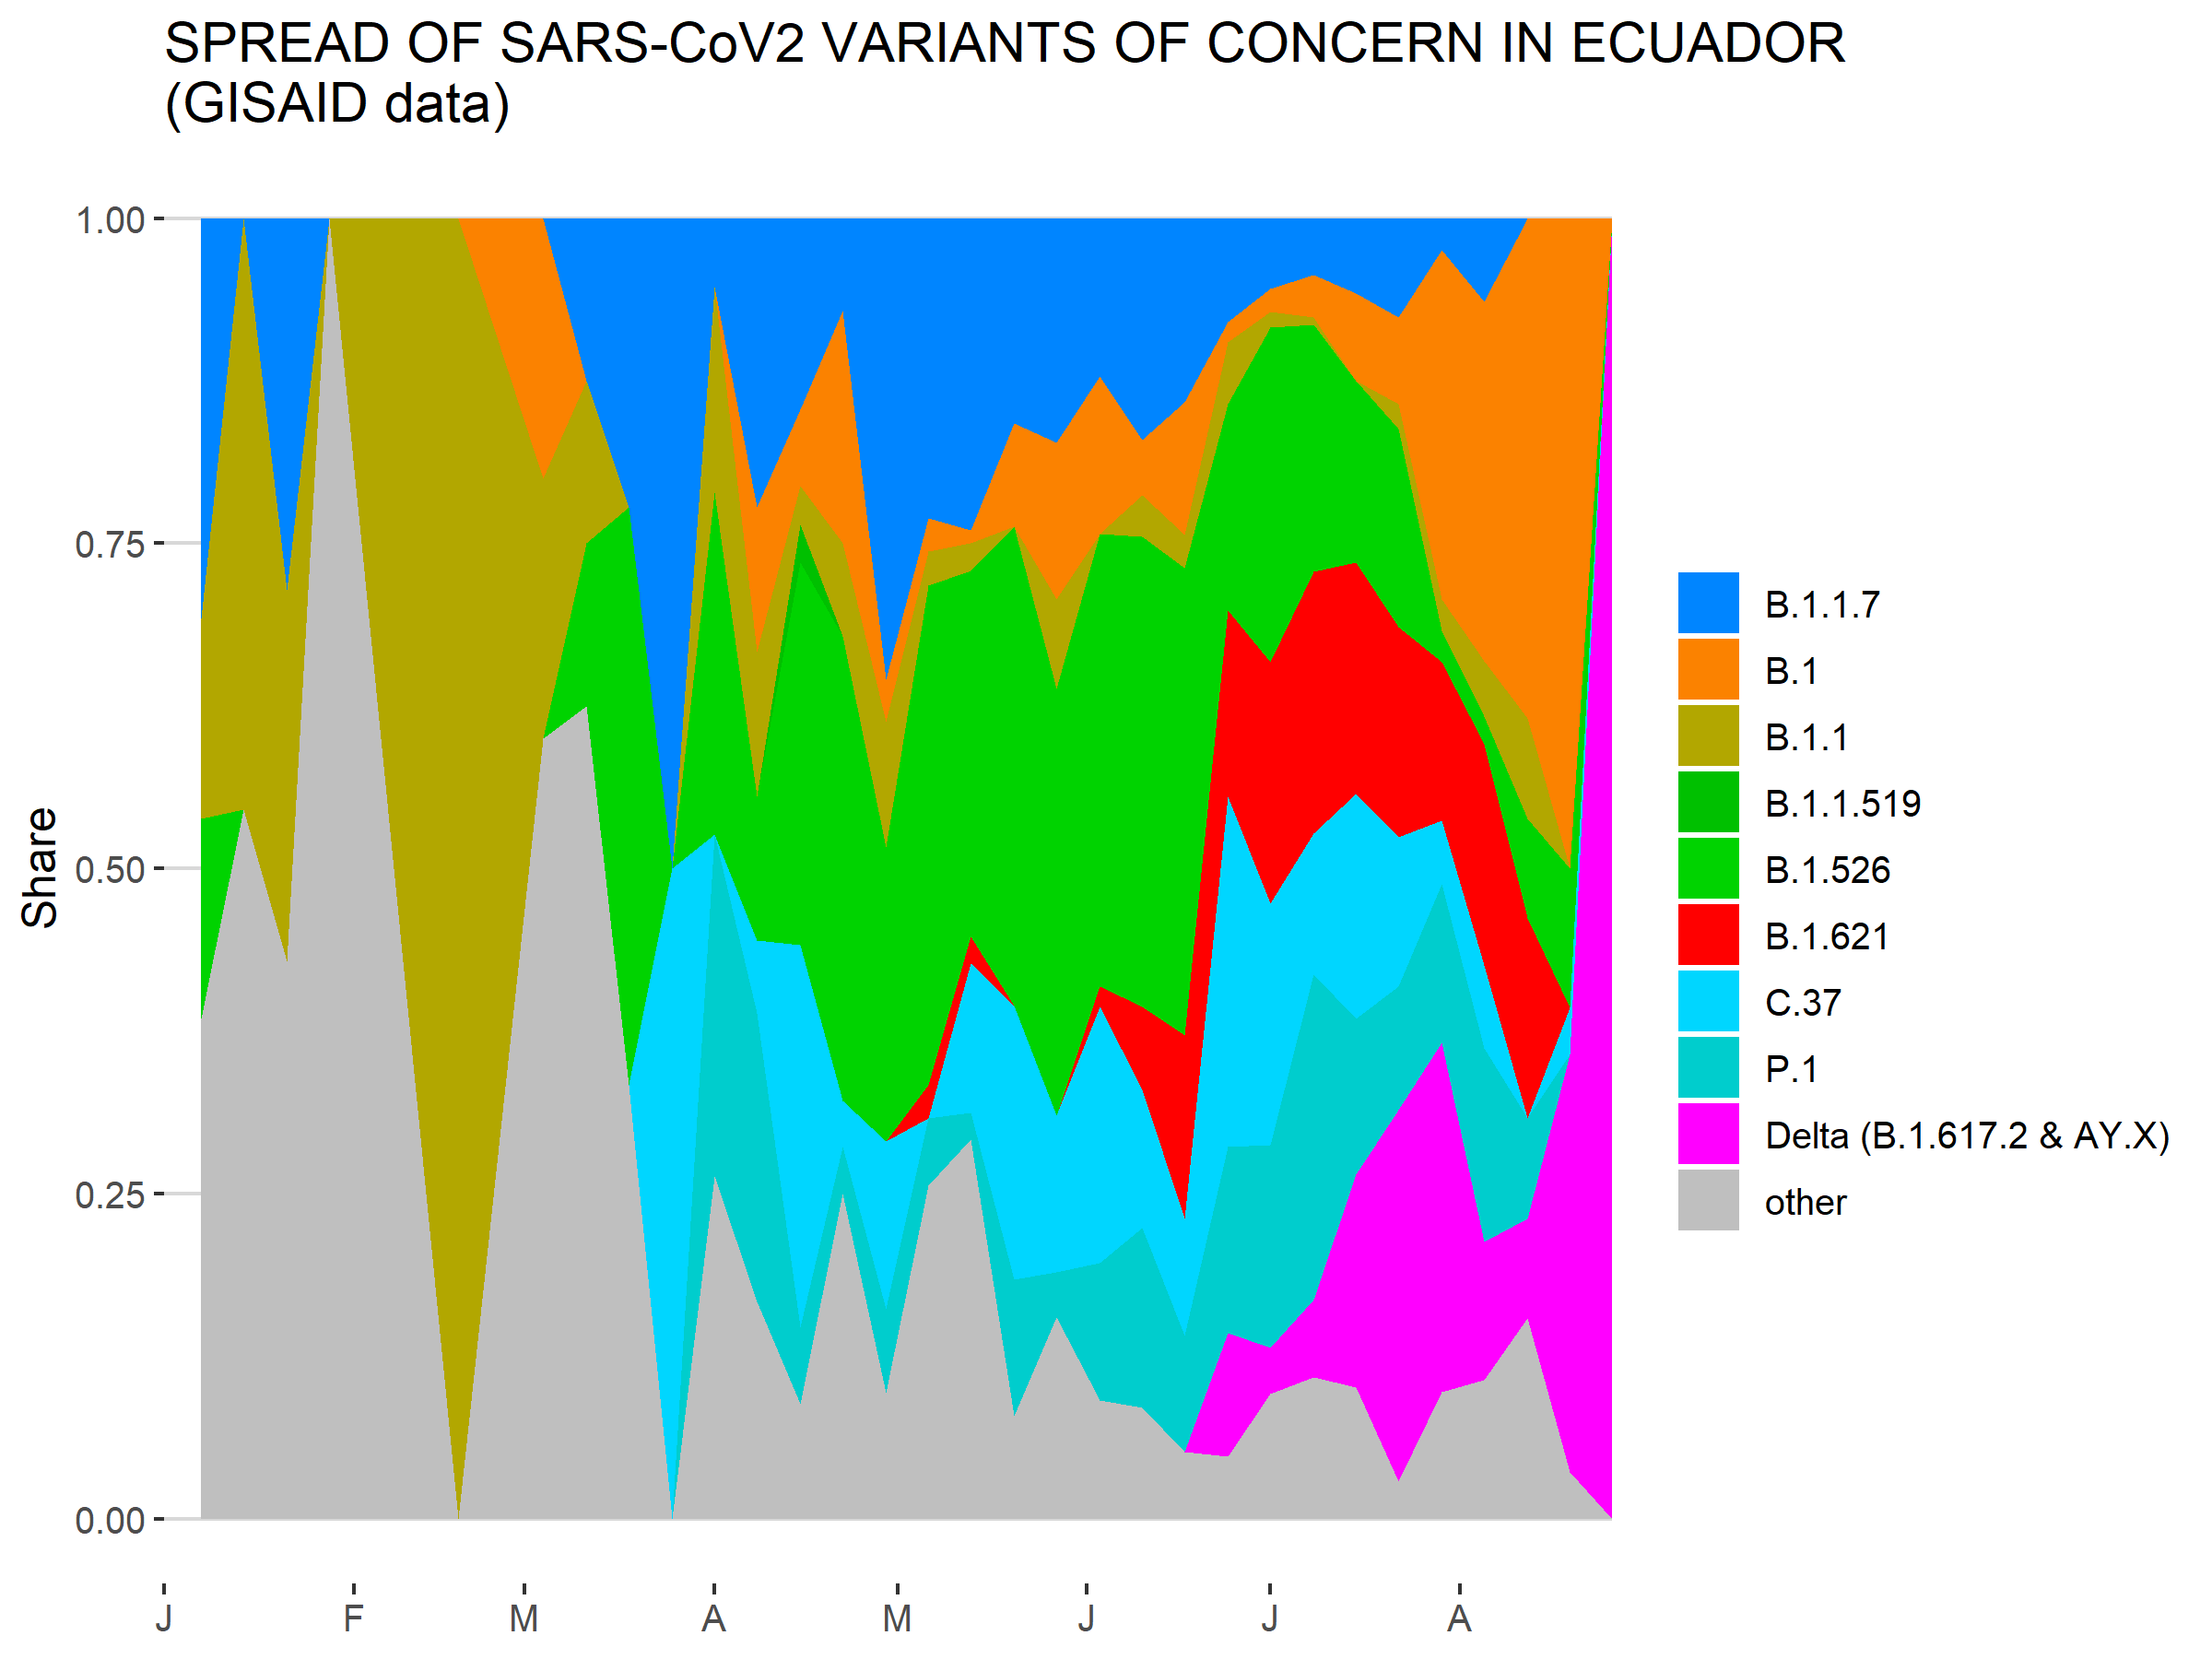 SPREAD OF SARS-CoV2 VARIANTS OF CONCERN IN ECUADOR
(GISAID data)
1.00
0.75
0.50
0.25
0.00
Share
J F M A M J J A
B.1.1.7
B.1
B.1.1
B.1.1.519
B.1.526
B.1.621
C.37
P.1
Delta (B.1.617.2 & AY.X)
other